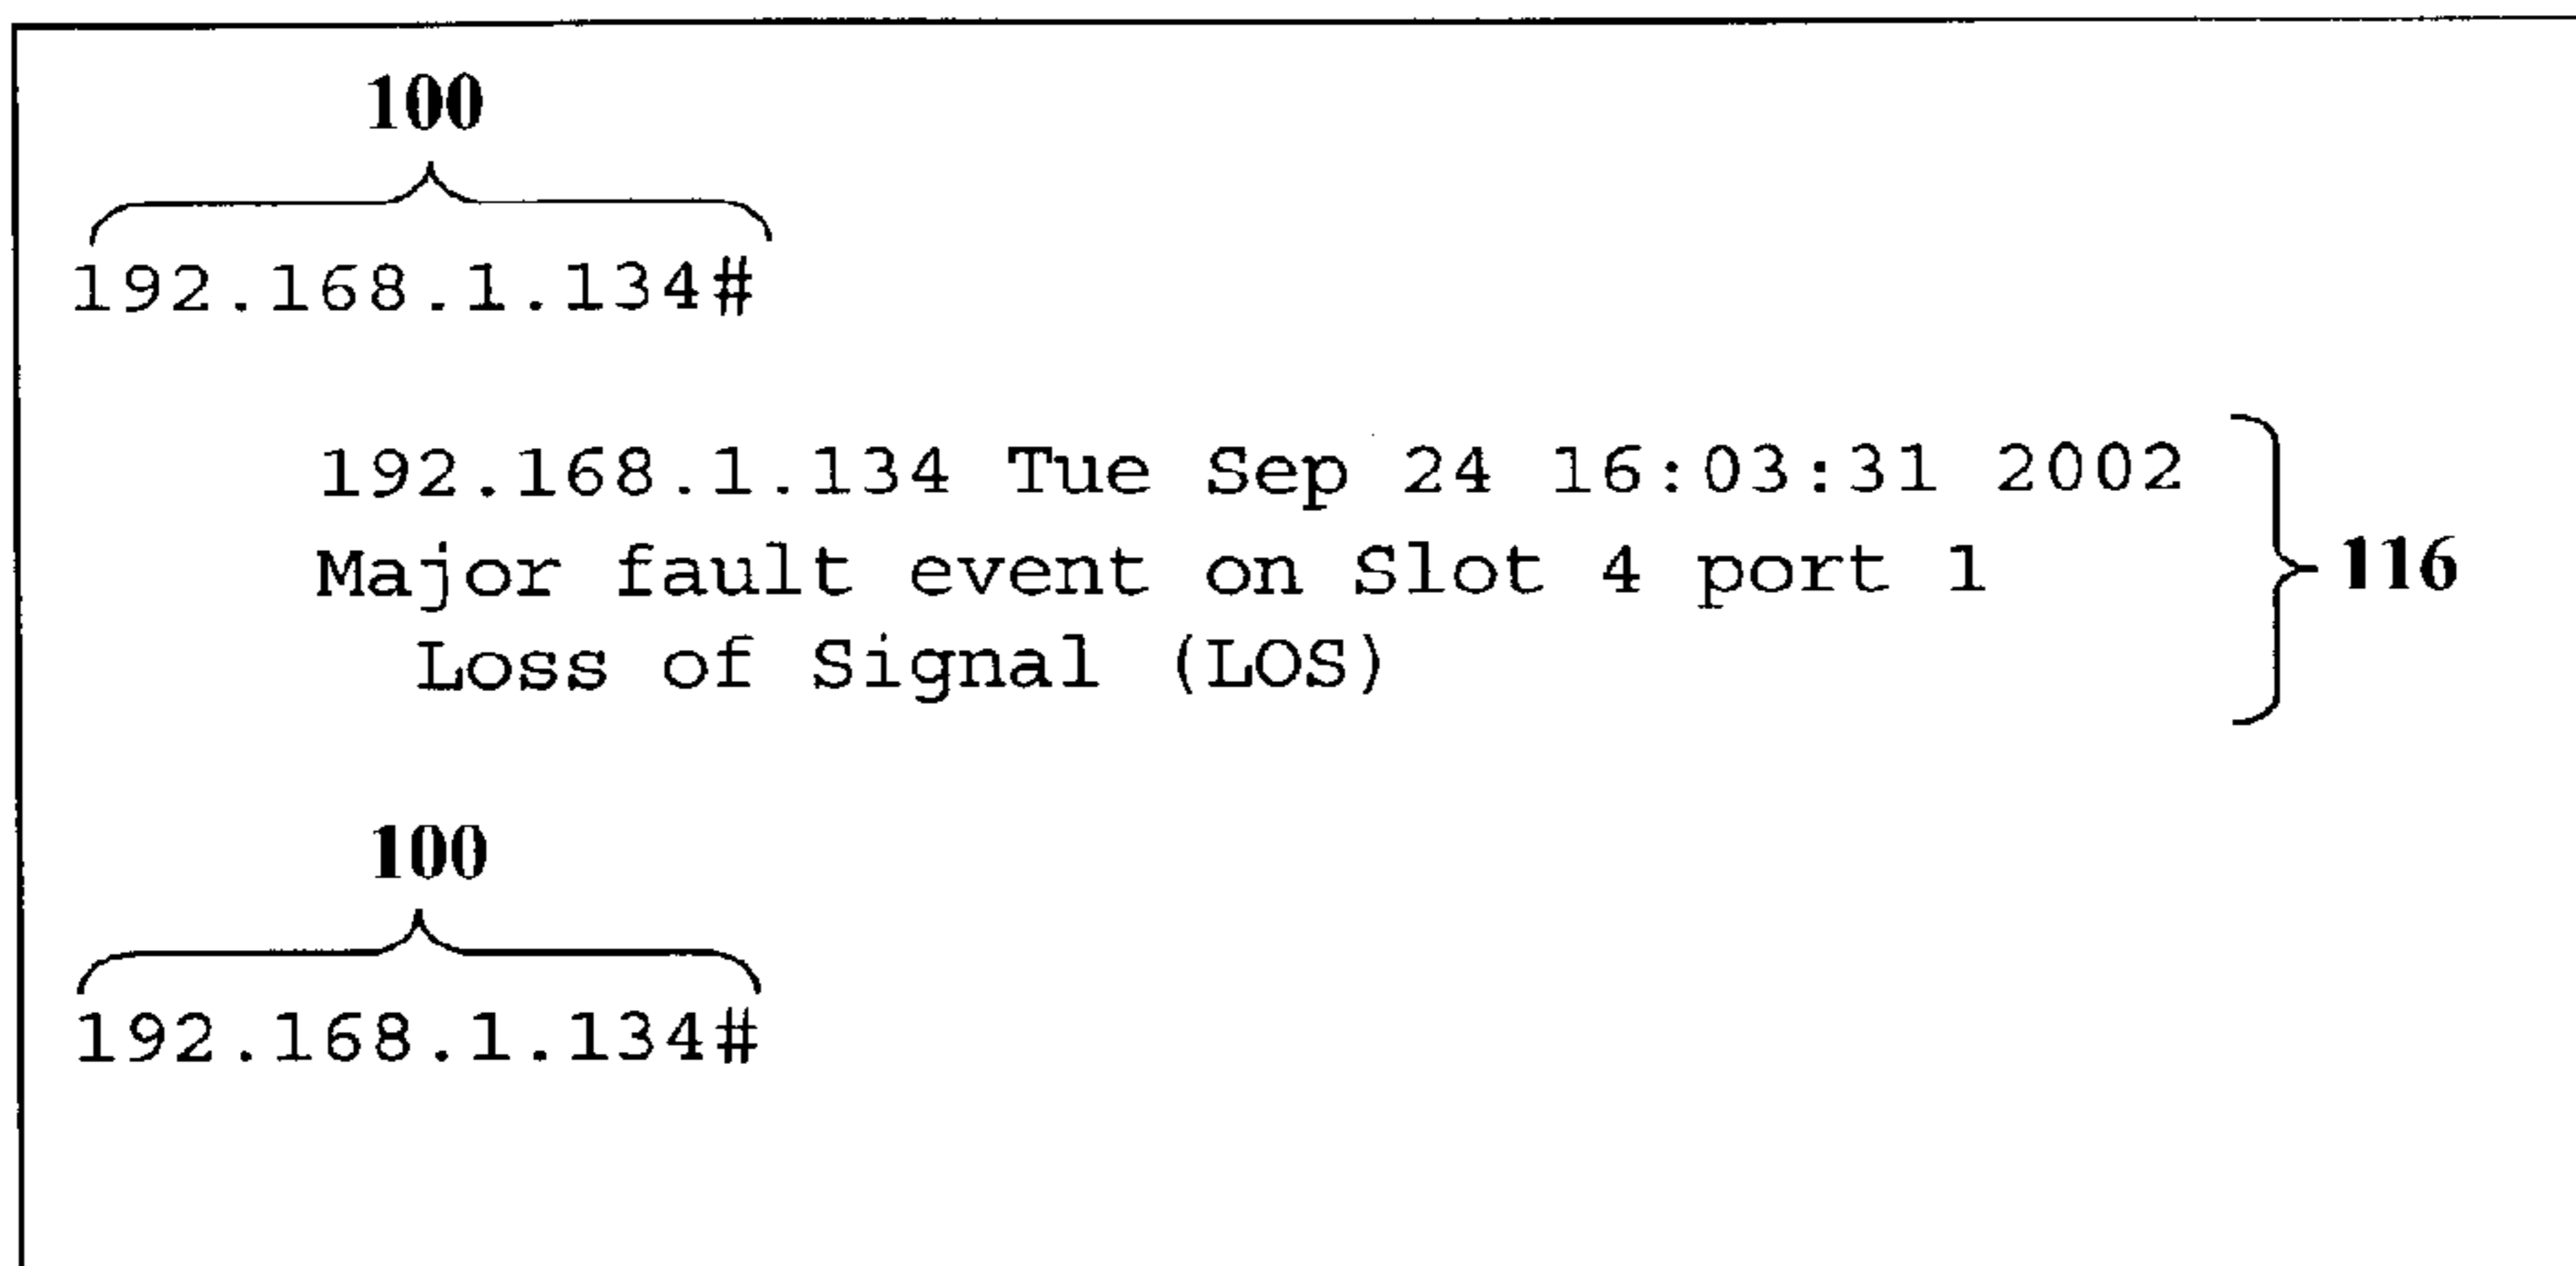 100
192.168.1.134#
192.168.1.134 Tue Sep 24 16:03:31 2002
Major fault event on Slot 4 port 1
Loss of Signal (LOS)
116
100
192.168.1.134#